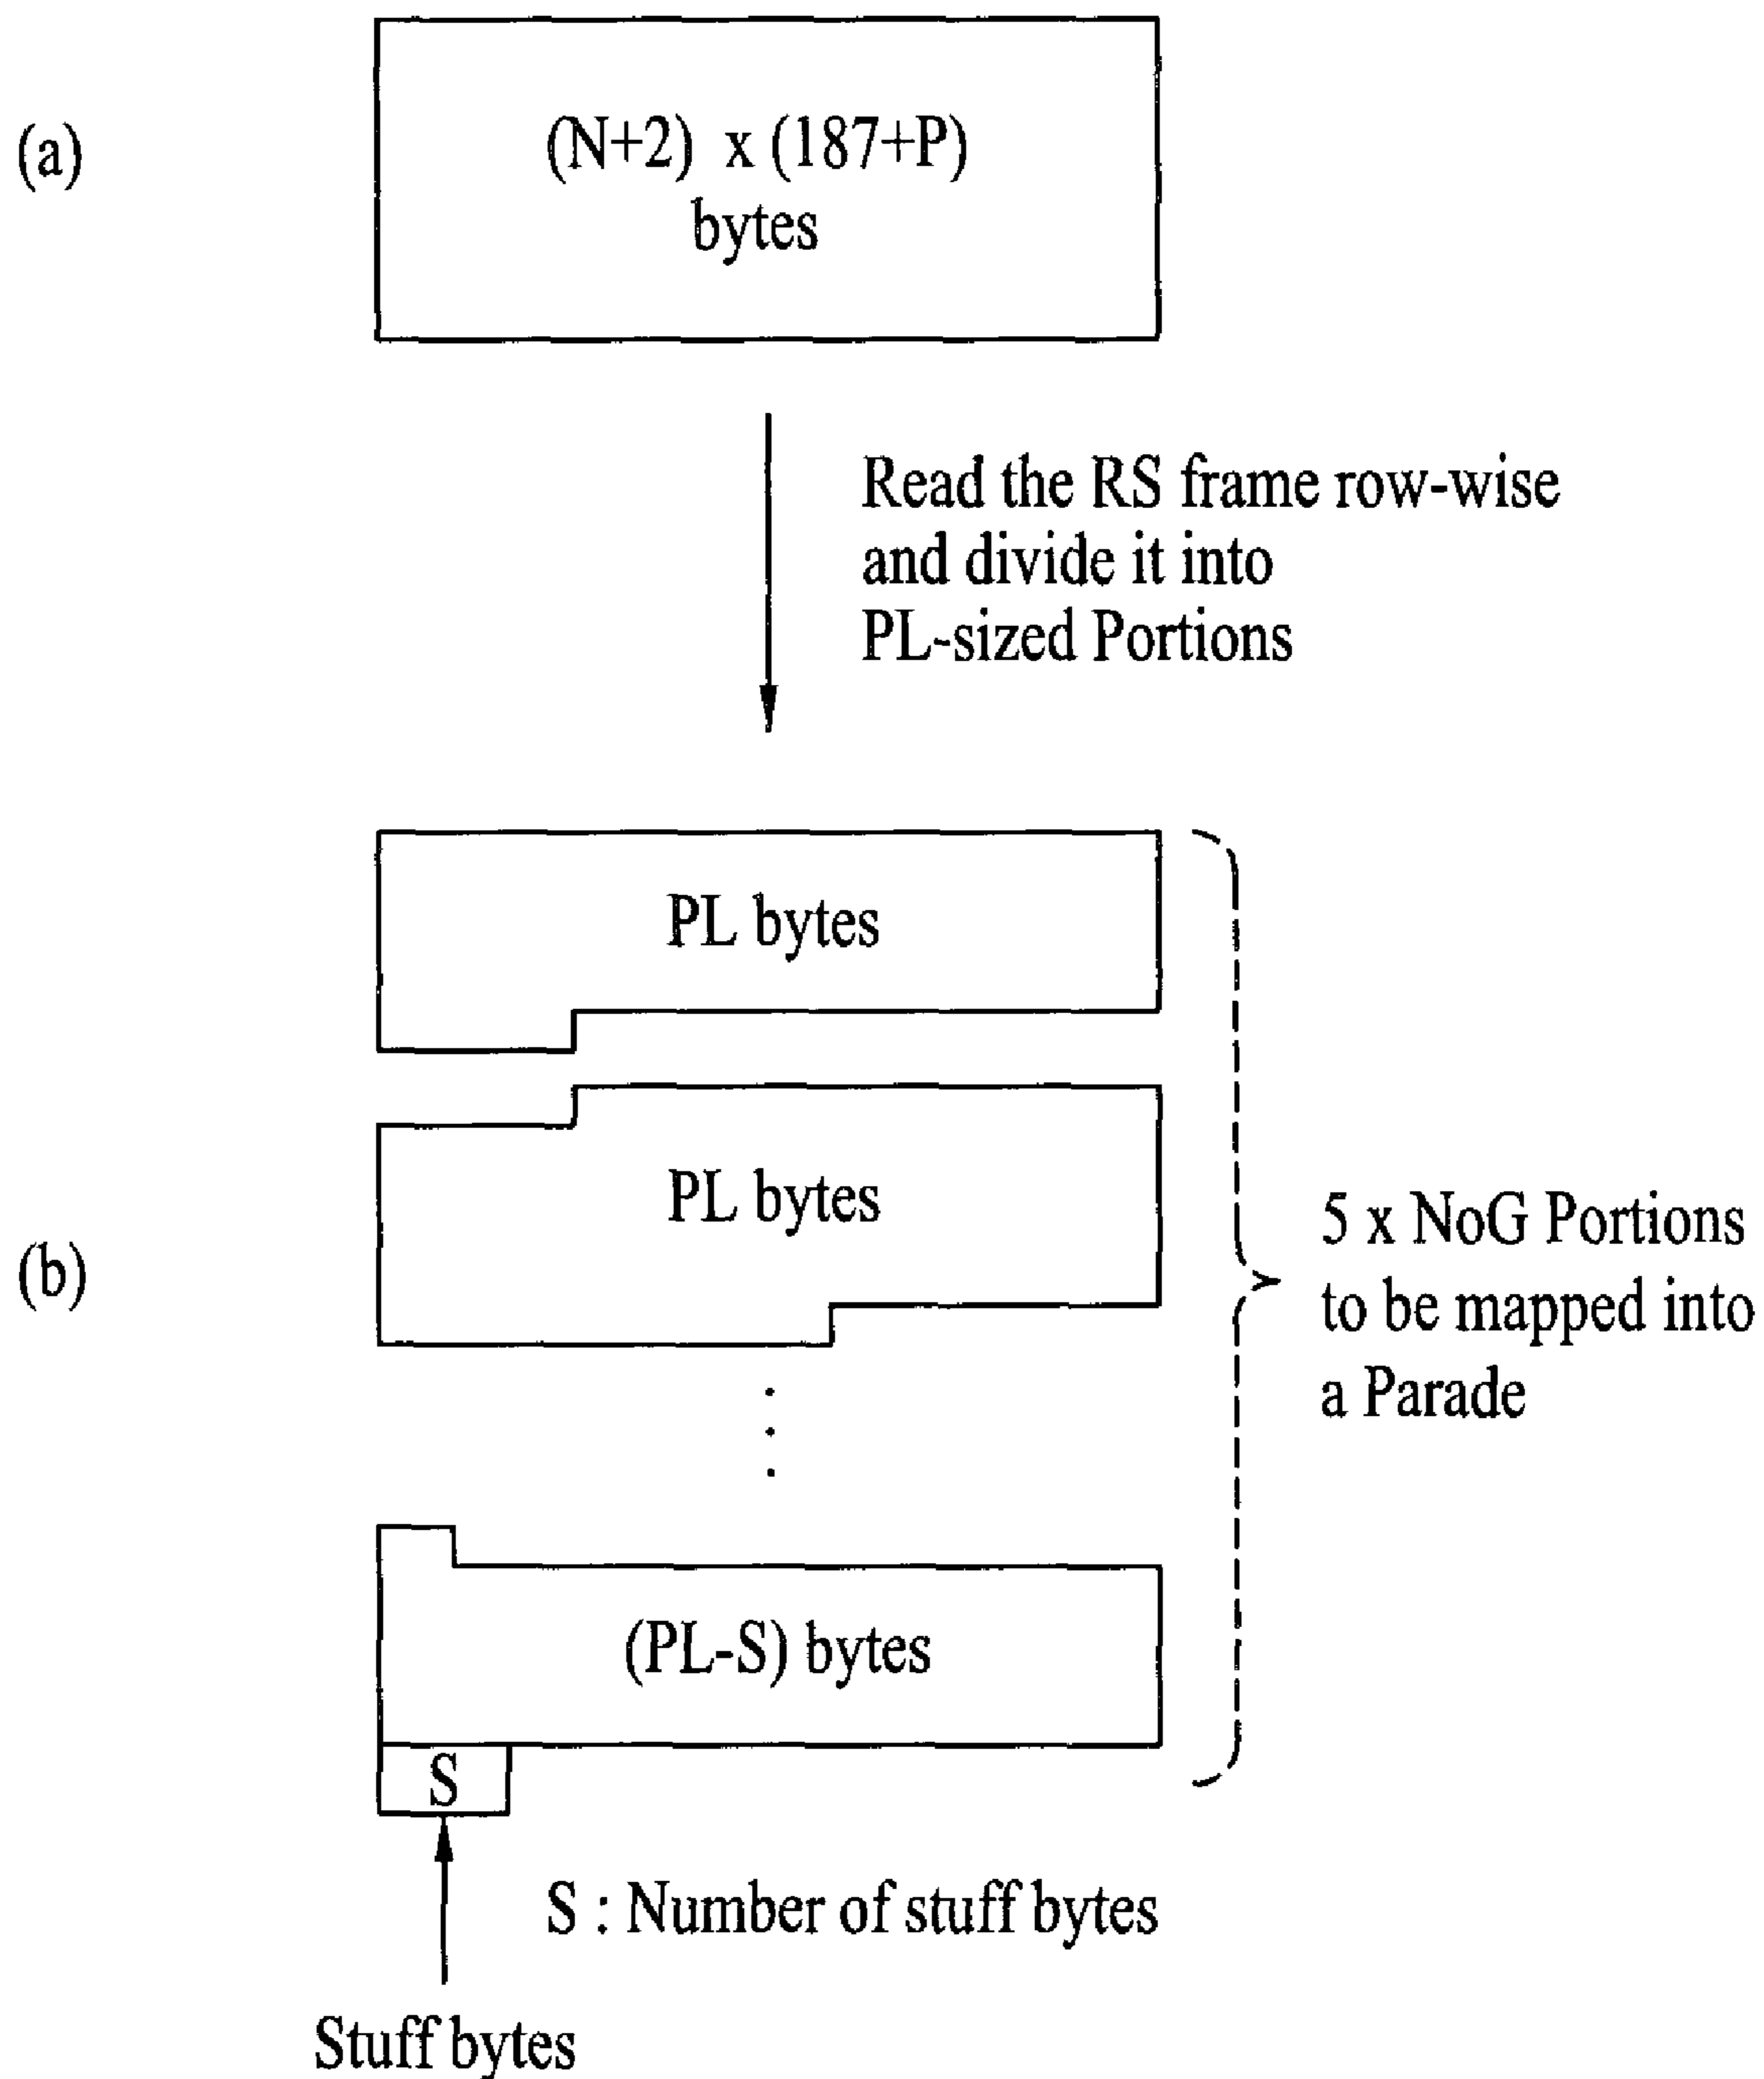 (a)
(N+2) x (187+P)
bytes
Read the RS frame row-wise
and divide it into
PL-sized Portions
PL bytes
PL bytes
(b)
5 x NoG Portions
to be mapped into
a Parade
(PL-S) bytes
S
S : Number of stuff bytes
Stuff bytes